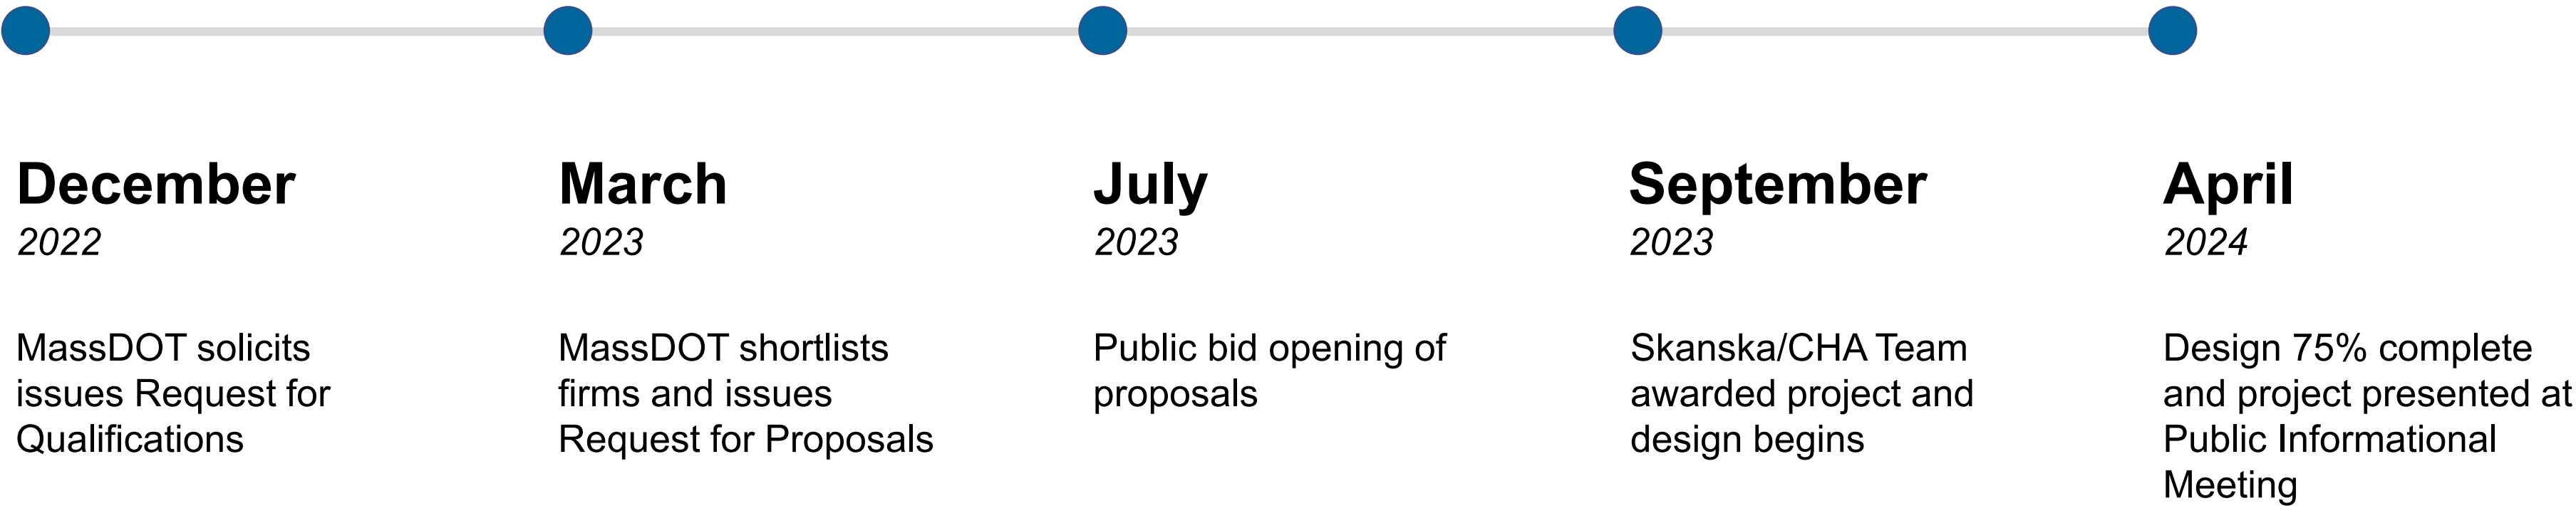 December
2022
MassDOT solicits
issues Request for
Qualifications
March
2023
MassDOT shortlists
firms and issues
Request for Proposals
July
2023
Public bid opening of
proposals
September
2023
Skanska/CHA Team
awarded project and
design begins
April
2024
Design 75% complete
and project presented at
Public Informational
Meeting